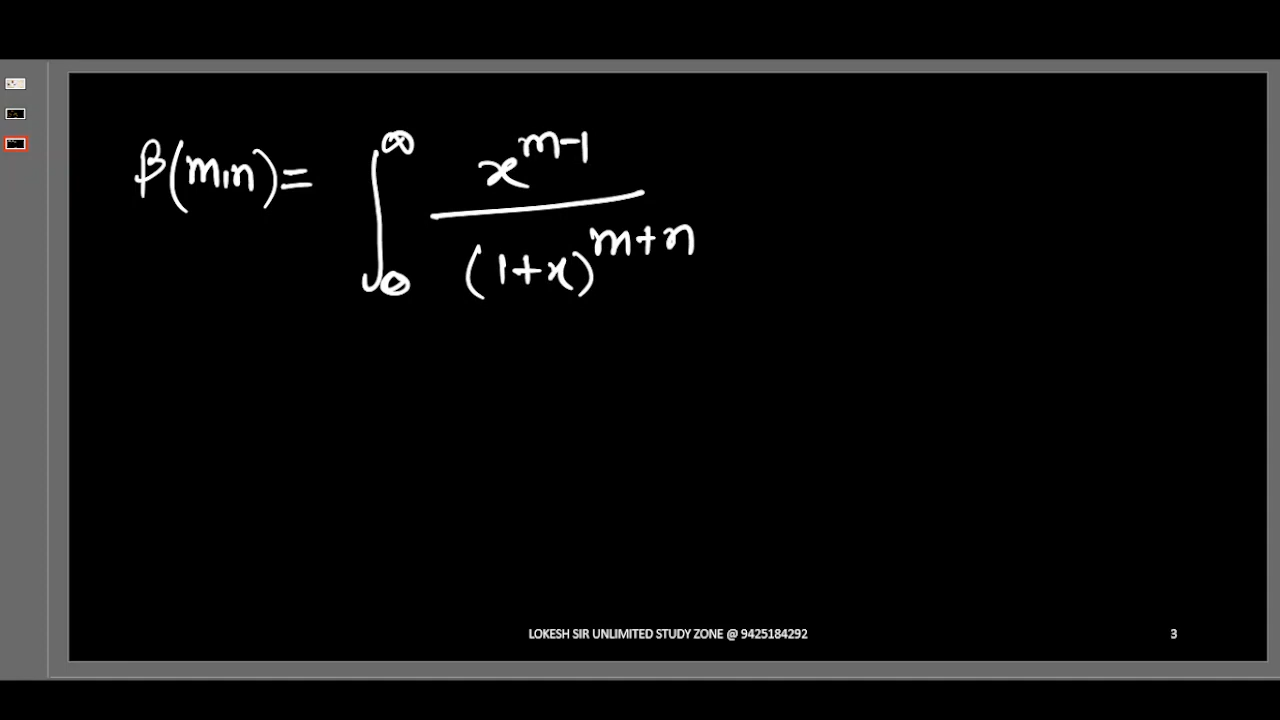 β(m,n) = ∫₀^∞ x^(m-1) / (1+x)^(m+n)
LOKESH SIR UNLIMITED STUDY ZONE @ 9425184292
3